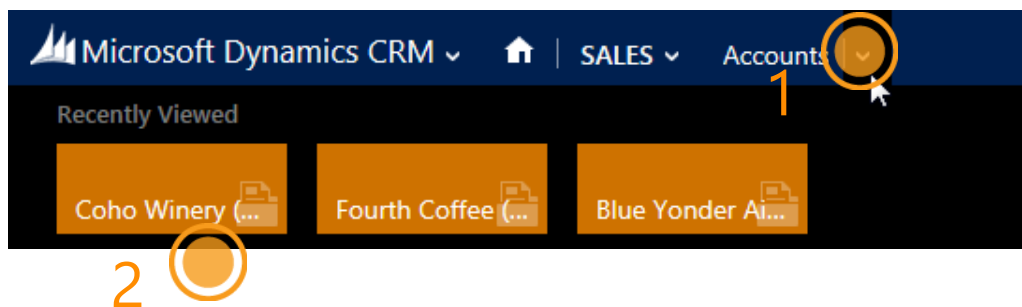 Microsoft Dynamics CRM SALES Accounts
1
Recently Viewed
Coho Winery (... Fourth Coffee (... Blue Yonder Ai...
2